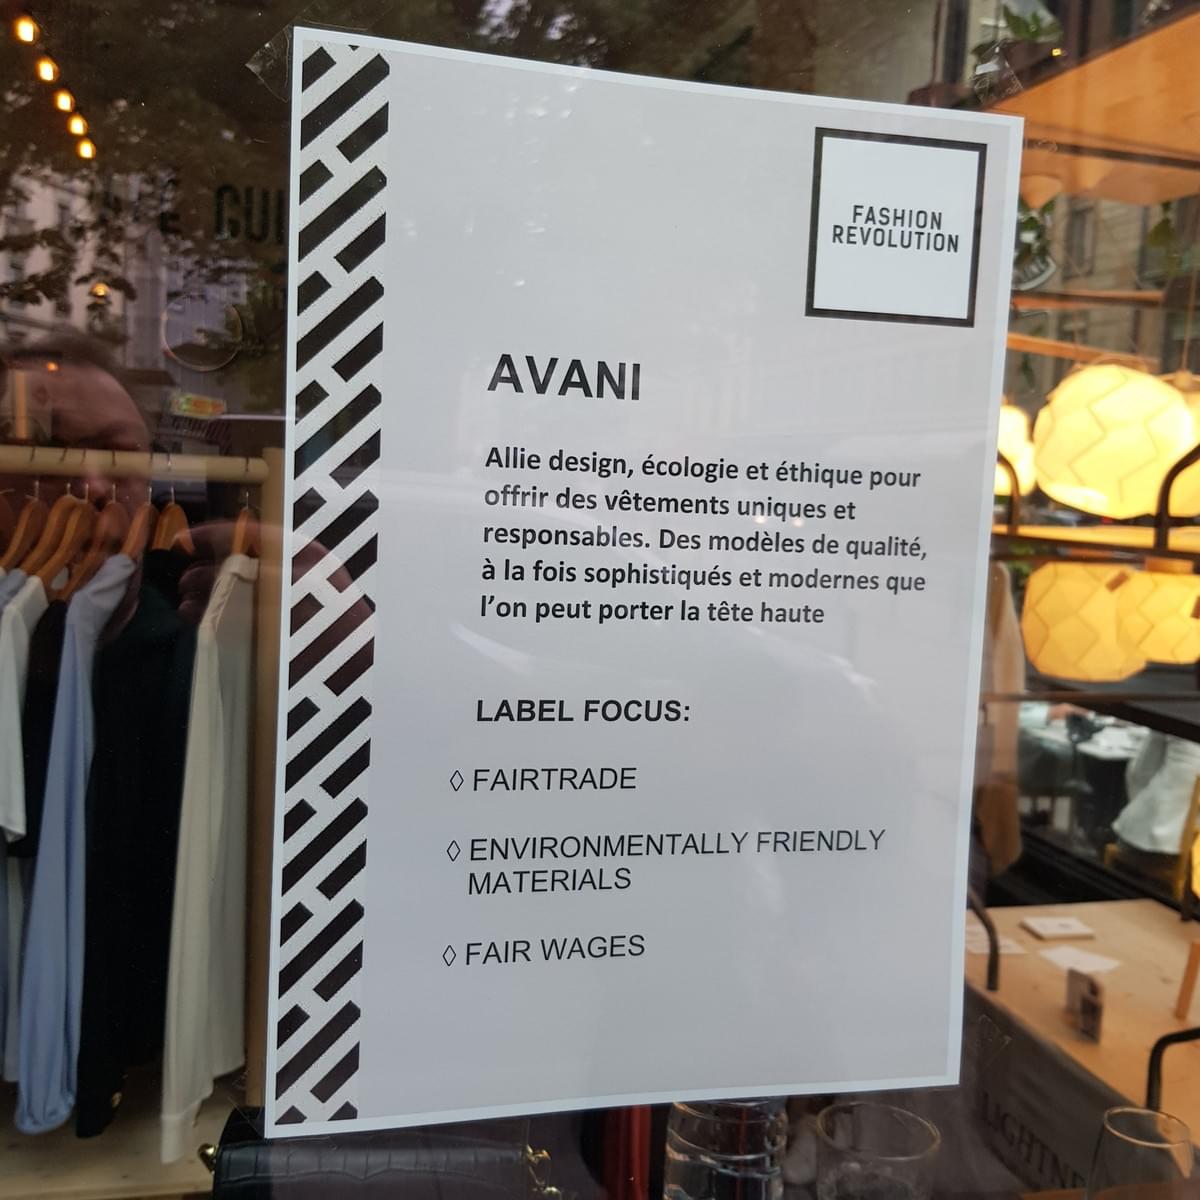 FASHION
REVOLUTION
AVANI
Allie design, écologie et éthique pour
offrir des vêtements uniques et
responsables. Des modèles de qualité,
à la fois sophistiqués et modernes que
l'on peut porter la tête haute
LABEL FOCUS:
◊ FAIRTRADE
◊ ENVIRONMENTALLY FRIENDLY
MATERIALS
◊ FAIR WAGES